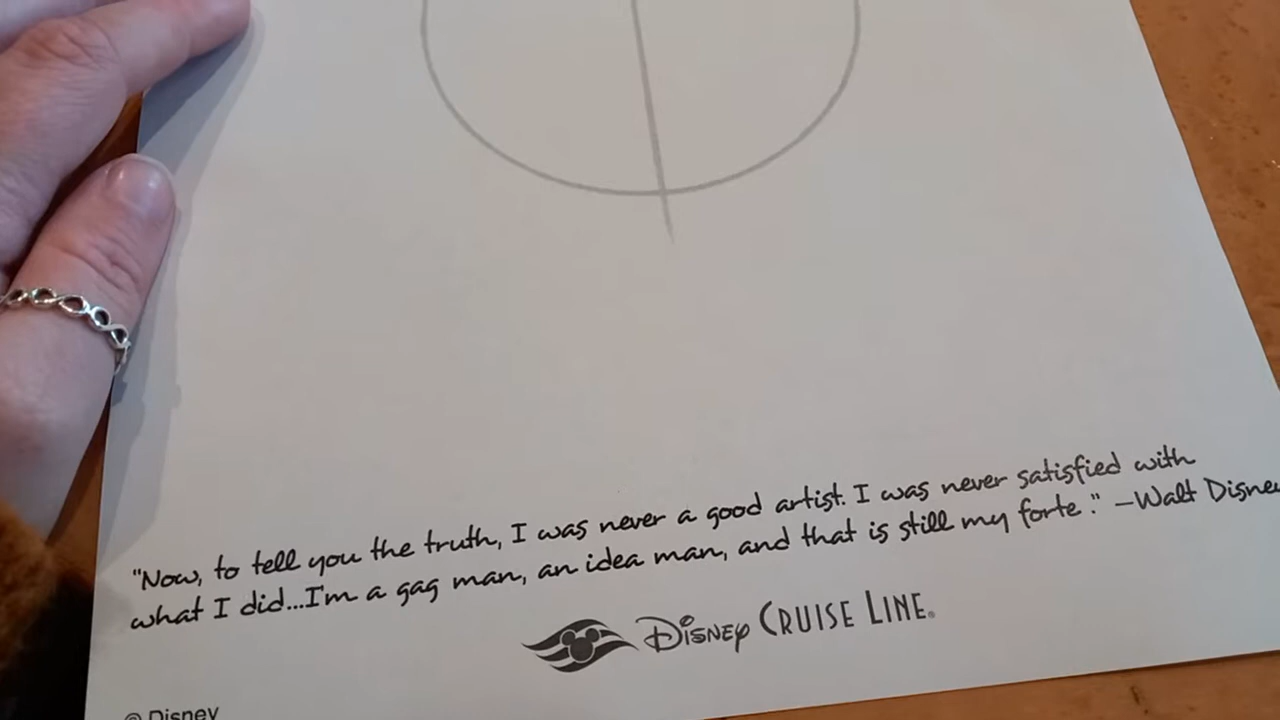 "Now, to tell you the truth, I was never a good artist. I was never satisfied with
what I did...I'm a gag man, an idea man, and that is still my forte." –Walt Disney
Disney Cruise Line®
© Disney